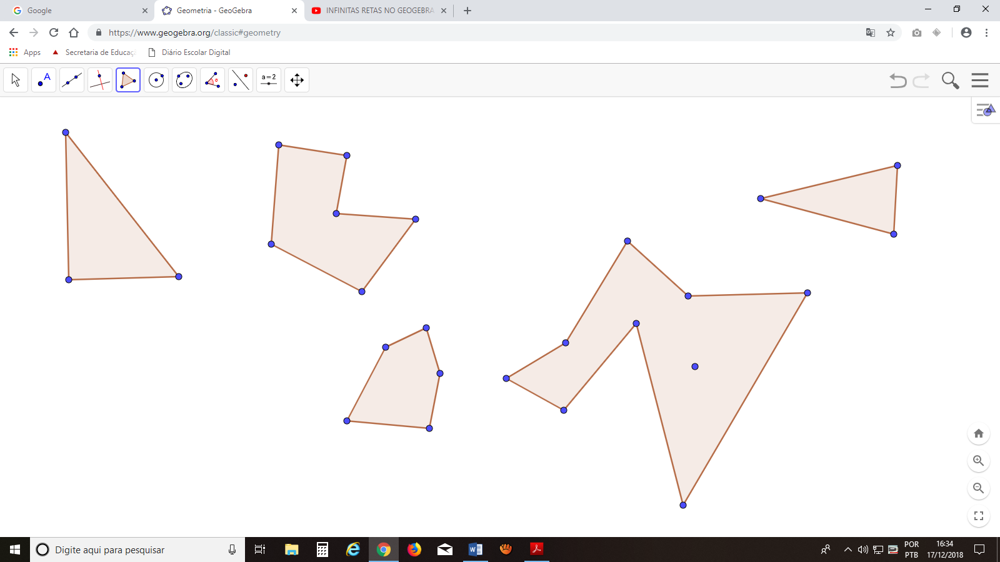 Google
Geometria - GeoGebra
INFINITAS RETAS NO GEOGEBRA
https://www.geogebra.org/classic#geometry
Apps
Secretaria de Educaç
Diário Escolar Digital
A
a=2
Digite aqui para pesquisar
POR
PTB
16:34
17/12/2018